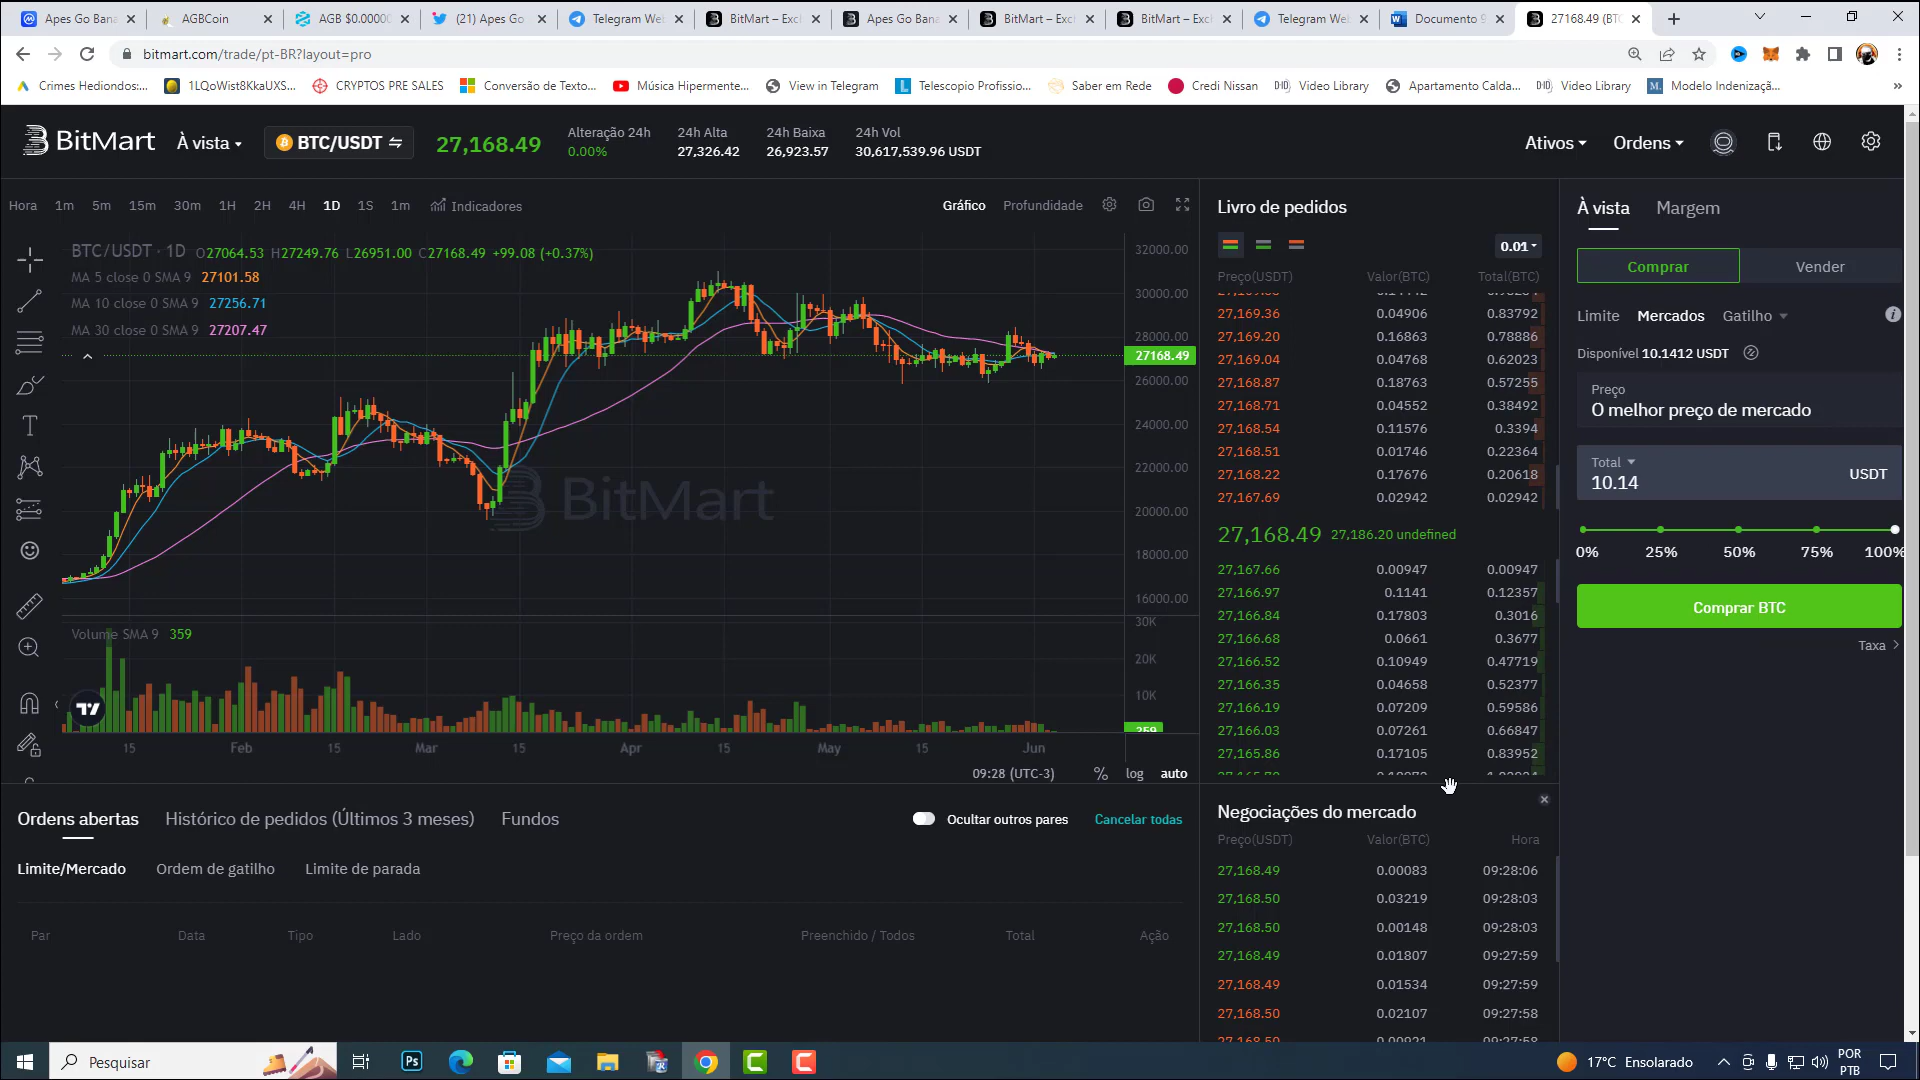 Apes Go Bana
AGBCoin
AGB $0.0000
(21) Apes Go
Telegram We
BitMart – Exc
Apes Go Bana
BitMart – Exc
BitMart – Exc
Telegram We
Documento 9
27168.49 (BTC
bitmart.com/trade/pt-BR?layout=pro
Crimes Hediondos:...
1LQoWist8KkaUXS...
CRYPTOS PRE SALES
Conversão de Texto...
Música Hipermente...
View in Telegram
Telescopio Profissio...
Saber em Rede
Credi Nissan
Video Library
Apartamento Calda...
Video Library
Modelo Indenizaçã...
BitMart
À vista
BTC/USDT
27,168.49
Alteração 24h
0.00%
24h Alta
27,326.42
24h Baixa
26,923.57
24h Vol
30,617,539.96 USDT
Ativos
Ordens
Hora 1m 5m 15m 30m 1H 2H 4H 1D 1S 1m Indicadores
Gráfico Profundidade
BTC/USDT · 1D O27064.53 H27249.76 L26951.00 C27168.49 +99.08 (+0.37%)
MA 5 close 0 SMA 9 27101.58
MA 10 close 0 SMA 9 27256.71
MA 30 close 0 SMA 9 27207.47
32000.00
30000.00
28000.00
27168.49
26000.00
24000.00
22000.00
20000.00
18000.00
16000.00
BitMart
Volume SMA 9 359
30K
20K
10K
359
15 Feb 15 Mar 15 Apr 15 May 15 Jun
09:28 (UTC-3) % log auto
Livro de pedidos
0.01
Preço(USDT) Valor(BTC) Total(BTC)
27,169.36 0.04906 0.83792
27,169.20 0.16863 0.78886
27,169.04 0.04768 0.62023
27,168.87 0.18763 0.57255
27,168.71 0.04552 0.38492
27,168.54 0.11576 0.3394
27,168.51 0.01746 0.22364
27,168.22 0.17676 0.20618
27,167.69 0.02942 0.02942
27,168.49 27,186.20 undefined
27,167.66 0.00947 0.00947
27,166.97 0.1141 0.12357
27,166.84 0.17803 0.3016
27,166.68 0.0661 0.3677
27,166.52 0.10949 0.47719
27,166.35 0.04658 0.52377
27,166.19 0.07209 0.59586
27,166.03 0.07261 0.66847
27,165.86 0.17105 0.83952
Negociações do mercado
Preço(USDT) Valor(BTC) Hora
27,168.49 0.00083 09:28:06
27,168.50 0.03219 09:28:03
27,168.50 0.00148 09:28:03
27,168.49 0.01807 09:27:59
27,168.49 0.01534 09:27:59
27,168.50 0.02107 09:27:58
À vista Margem
Comprar Vender
Limite Mercados Gatilho
Disponível 10.1412 USDT
Preço
O melhor preço de mercado
Total
10.14 USDT
0% 25% 50% 75% 100%
Comprar BTC
Taxa
Ordens abertas Histórico de pedidos (Últimos 3 meses) Fundos
Ocultar outros pares Cancelar todas
Limite/Mercado Ordem de gatilho Limite de parada
Par Data Tipo Lado Preço da ordem Preenchido / Todos Total Ação
Pesquisar
Ps
17°C Ensolarado
POR
PTB